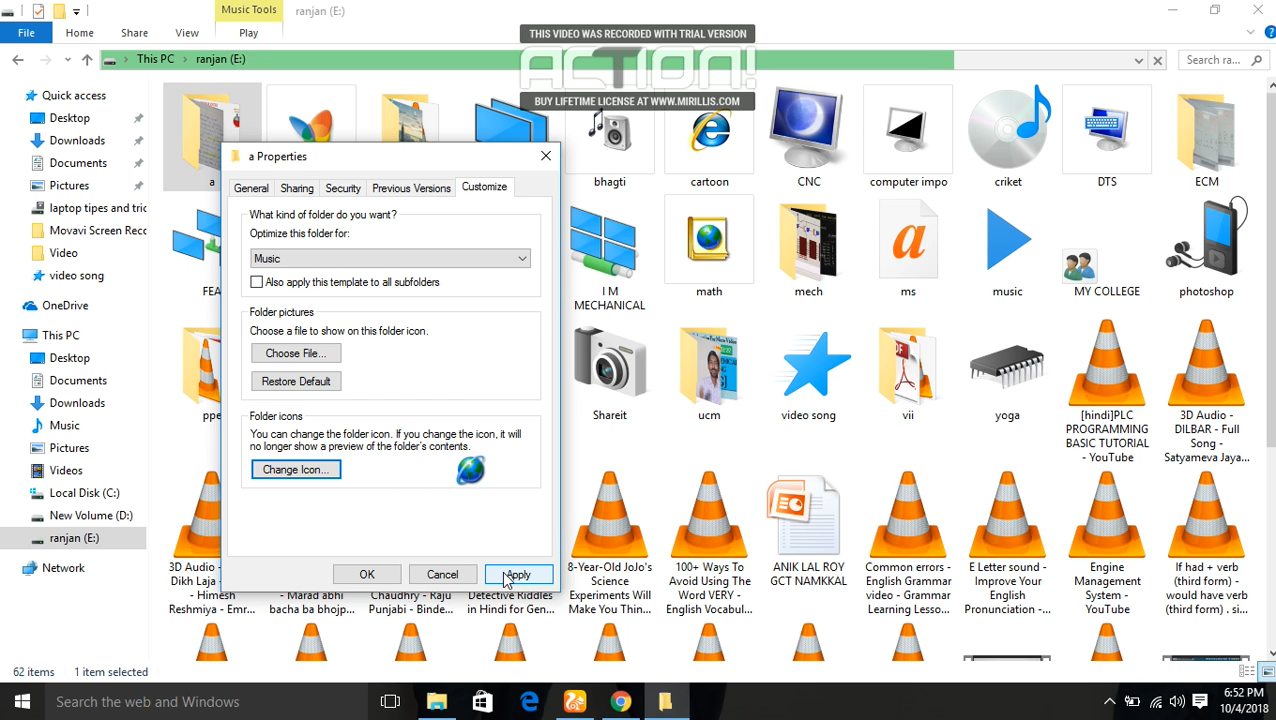 Music Tools
ranjan (E:)
File
Home
Share
View
Play
THIS VIDEO WAS RECORDED WITH TRIAL VERSION
ACTION!
BUY LIFETIME LICENSE AT WWW.MIRILLIS.COM
This PC
ranjan (E:)
Search ra...
Quick access
Desktop
Downloads
Documents
Pictures
laptop tipes and tric
Movavi Screen Reco
Video
video song
OneDrive
This PC
Desktop
Documents
Downloads
Music
Pictures
Videos
Local Disk (C:)
New Volume (D:)
ranjan (E:)
Network
a
bhagti
cartoon
CNC
computer impo
criket
DTS
ECM
FEA
I M
MECHANICAL
math
mech
ms
music
MY COLLEGE
photoshop
ppe
Shareit
ucm
video song
vii
yoga
[hindi]PLC
PROGRAMMING
BASIC TUTORIAL
- YouTube
3D Audio -
DILBAR - Full
Song -
Satyameva Jaya...
3D Audio -
Dikh Laja -
Himesh
Reshmiya - Emr...
- Marad abhi
bacha ba bhojp...
Chaudhry - Raju
Punjabi - Binde...
Detective Riddles
in Hindi for Gen...
8-Year-Old JoJo's
Science
Experiments Will
Make You Thin...
100+ Ways To
Avoid Using The
Word VERY -
English Vocabul...
ANIK LAL ROY
GCT NAMKKAL
Common errors -
English Grammar
video - Grammar
Learning Lesso...
E Letter sound -
Improve Your
English
Pronunciation -...
Engine
Management
System -
YouTube
If had + verb
(third form) .
would have verb
(third form) . si...
a Properties
General
Sharing
Security
Previous Versions
Customize
What kind of folder do you want?
Optimize this folder for:
Music
Also apply this template to all subfolders
Folder pictures
Choose a file to show on this folder icon.
Choose File...
Restore Default
Folder icons
You can change the folder icon. If you change the icon, it will
no longer show a preview of the folder's contents.
Change Icon...
OK
Cancel
Apply
62 items
1 item selected
Search the web and Windows
6:52 PM
10/4/2018